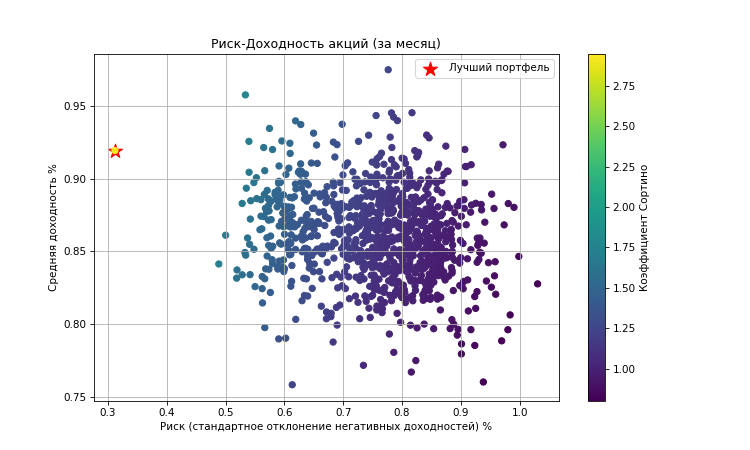 Риск-Доходность акций (за месяц)
Лучший портфель
Средняя доходность %
0.95
0.90
0.85
0.80
0.75
0.3 0.4 0.5 0.6 0.7 0.8 0.9 1.0
Риск (стандартное отклонение негативных доходностей) %
2.75
2.50
2.25
2.00
1.75
1.50
1.25
1.00
Коэффициент Сортино